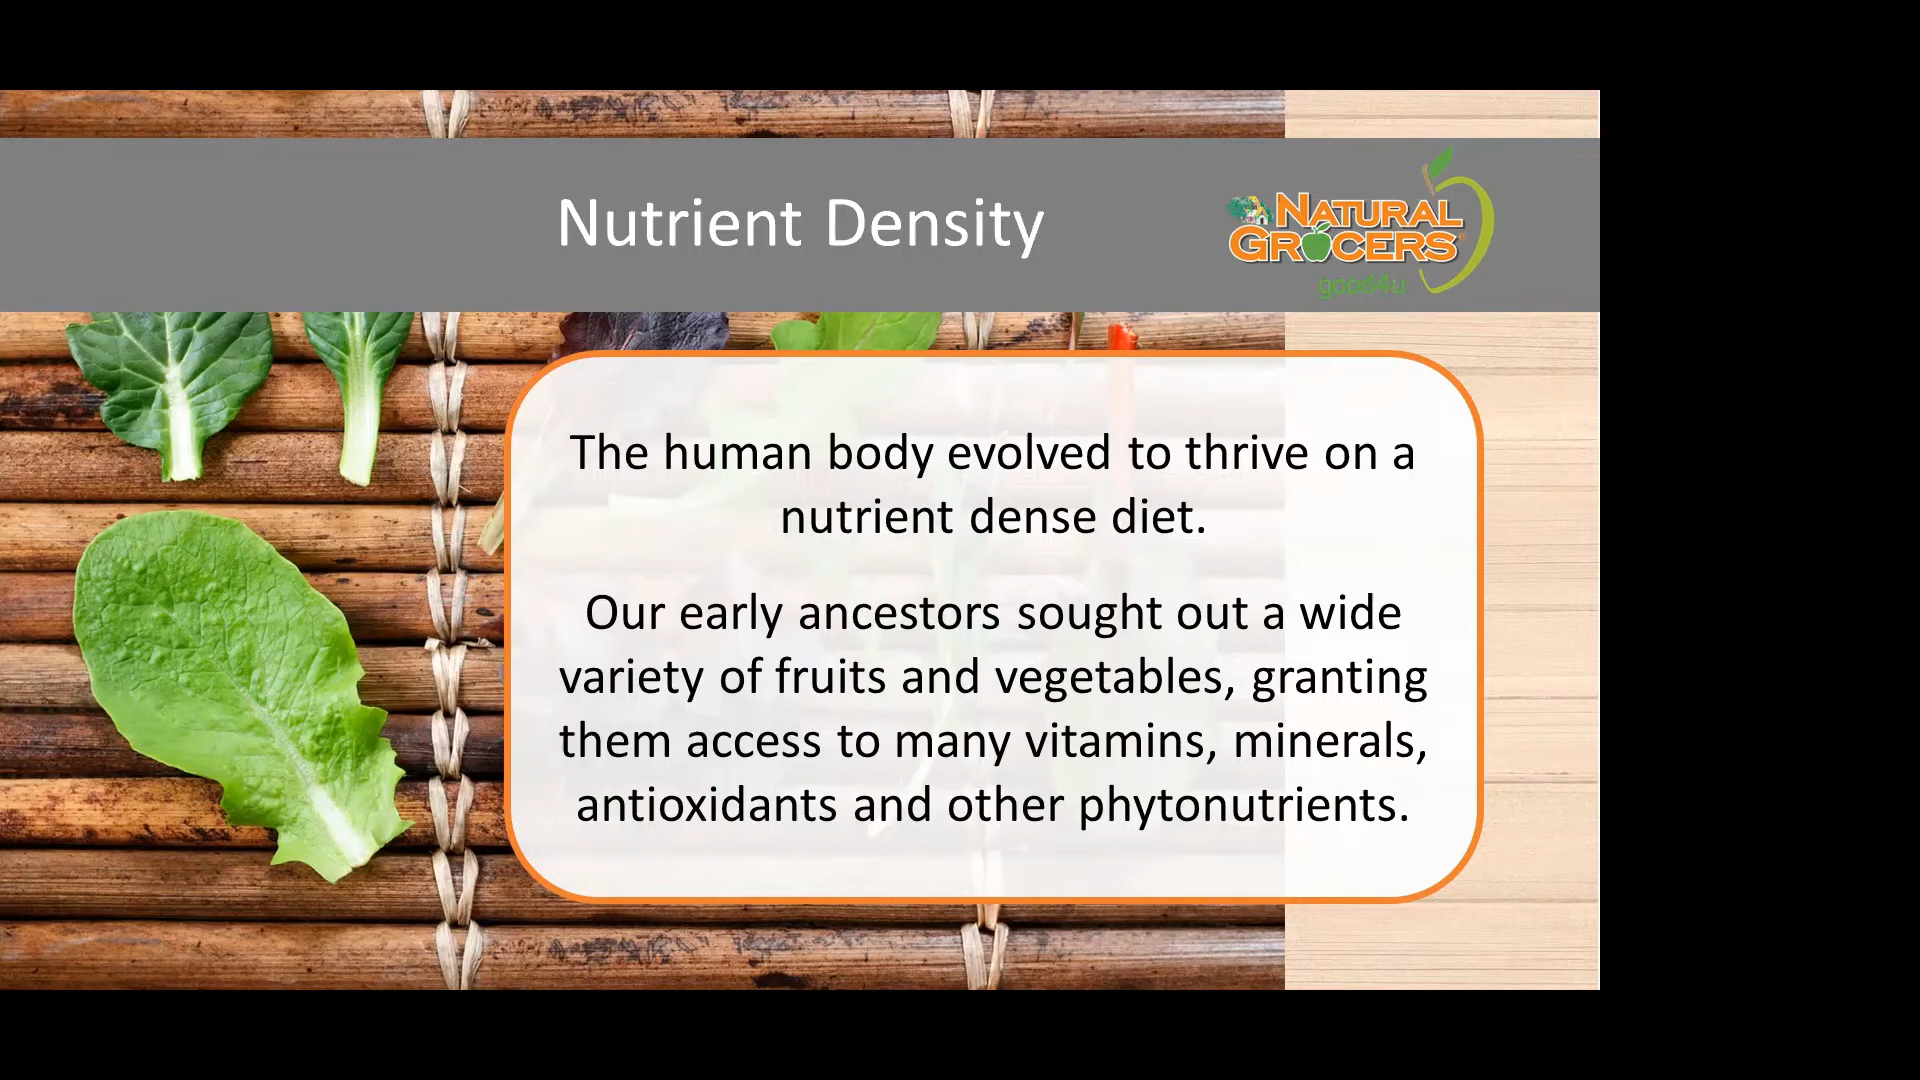 Nutrient Density
NATURAL
GROCERS
good4u
The human body evolved to thrive on a
nutrient dense diet.
Our early ancestors sought out a wide
variety of fruits and vegetables, granting
them access to many vitamins, minerals,
antioxidants and other phytonutrients.